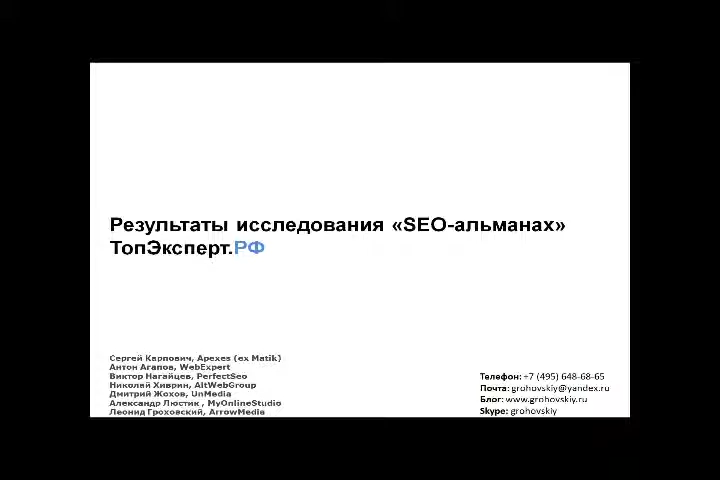 Результаты исследования «SEO-альманах»
ТопЭксперт.РФ
Сергей Карпович, Apexes (ex Matik)
Антон Агапов, WebExpert
Виктор Нагайцев, PerfectSeo
Николай Хиврин, AltWebGroup
Дмитрий Жохов, UnMedia
Александр Люстик , MyOnlineStudio
Леонид Гроховский, ArrowMedia
Телефон: +7 (495) 648-68-65
Почта: grohovskiy@yandex.ru
Блог: www.grohovskiy.ru
Skype: grohovskiy